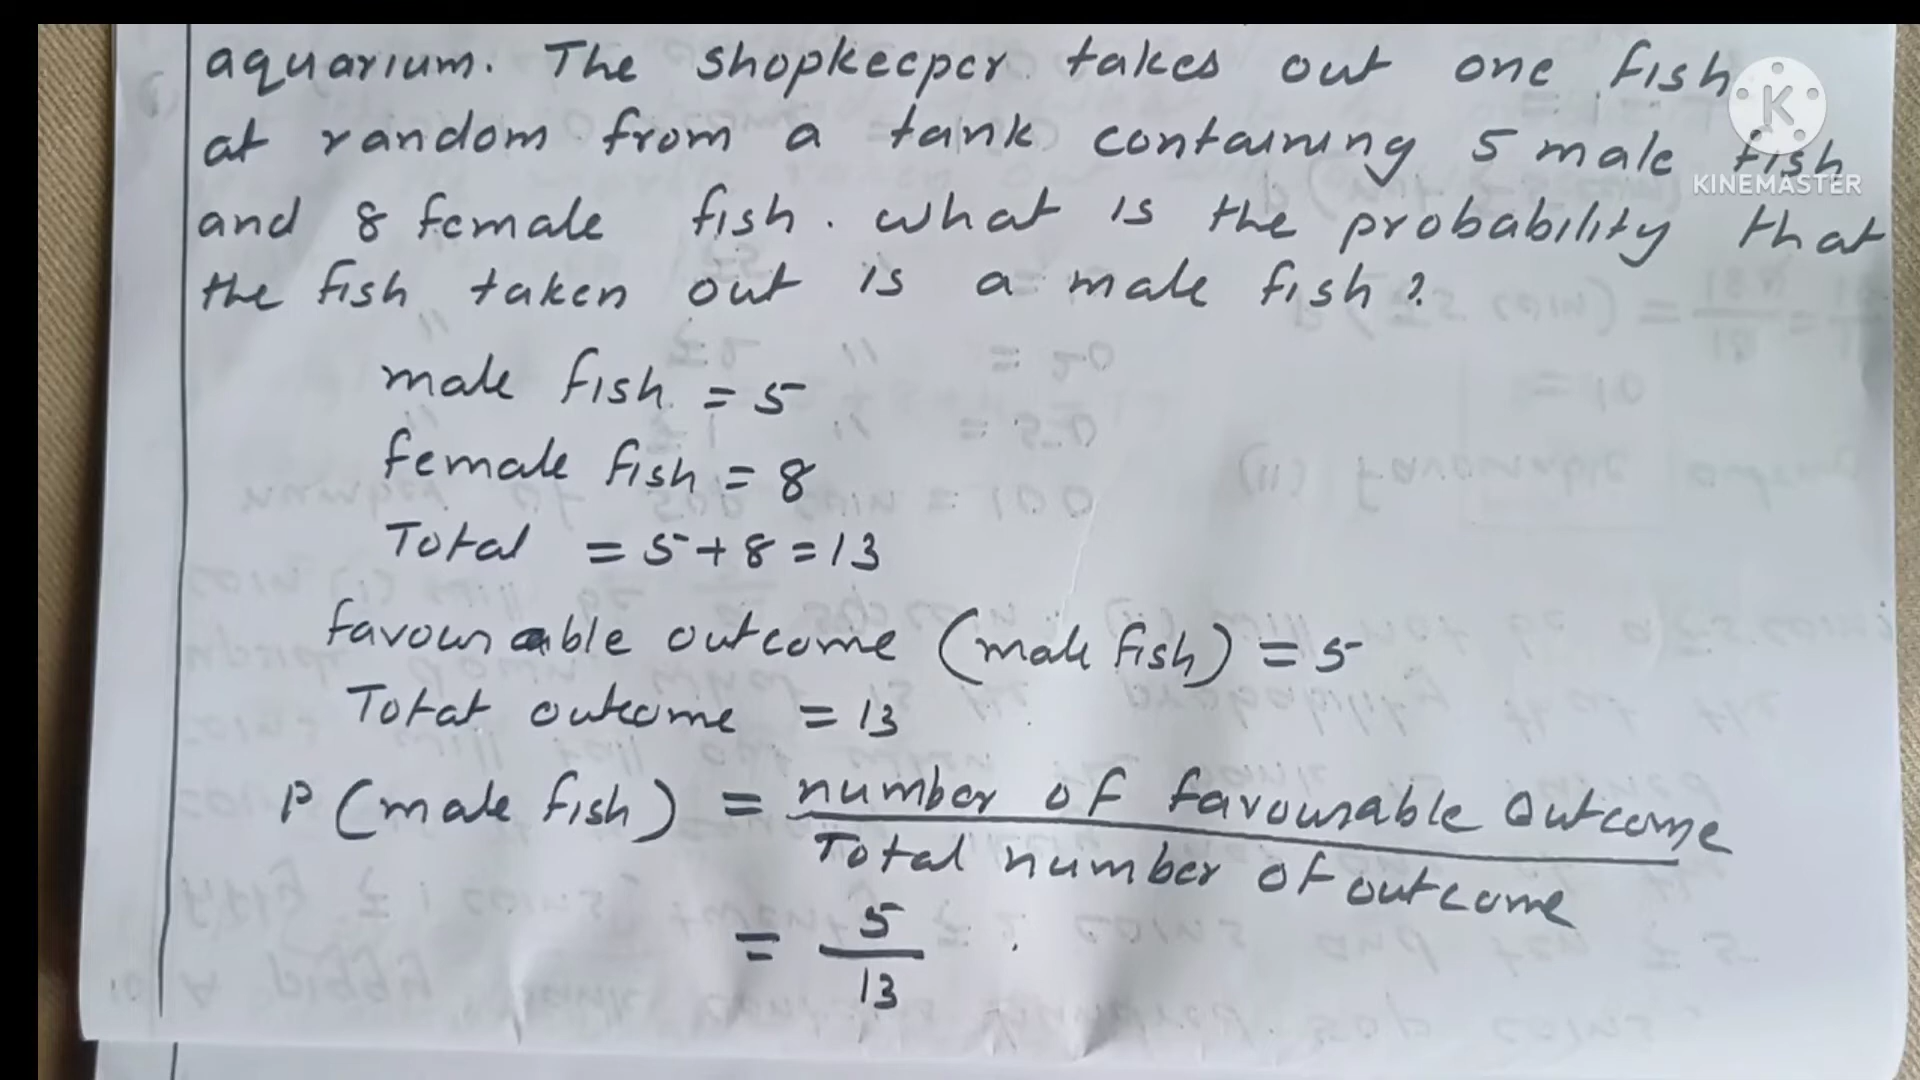 aquarium. The shopkeeper takes out one fish
at random from a tank containing 5 male fish
and 8 female fish. what is the probability that
the fish taken out is a male fish?
male fish = 5
female fish = 8
Total = 5+8=13
favourable outcome (male fish) = 5
Total outcome = 13
P (male fish) = number of favourable outcome
Total number of outcome
= 5
13
K
KINEMASTER